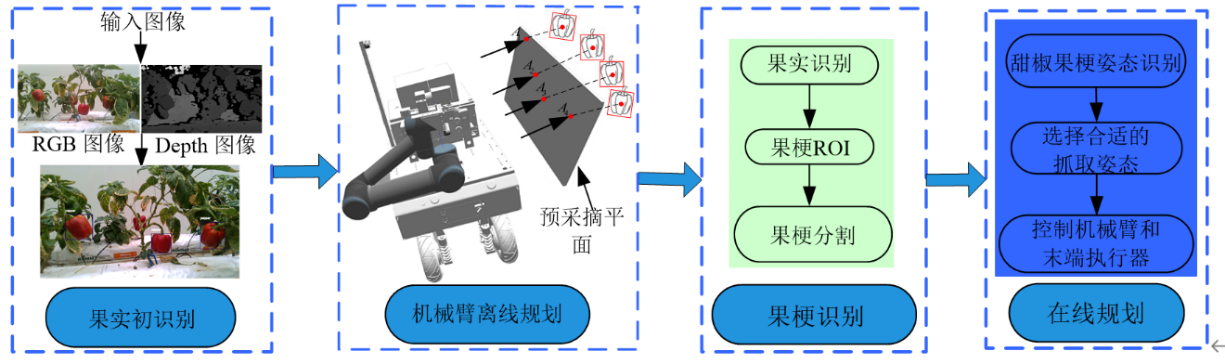 输入图像
RGB 图像
Depth 图像
果实初识别
A
A
A
A
预采摘平
面
机械臂离线规划
果实识别
果梗ROI
果梗分割
果梗识别
甜椒果梗姿态识别
选择合适的
抓取姿态
控制机械臂和
末端执行器
在线规划